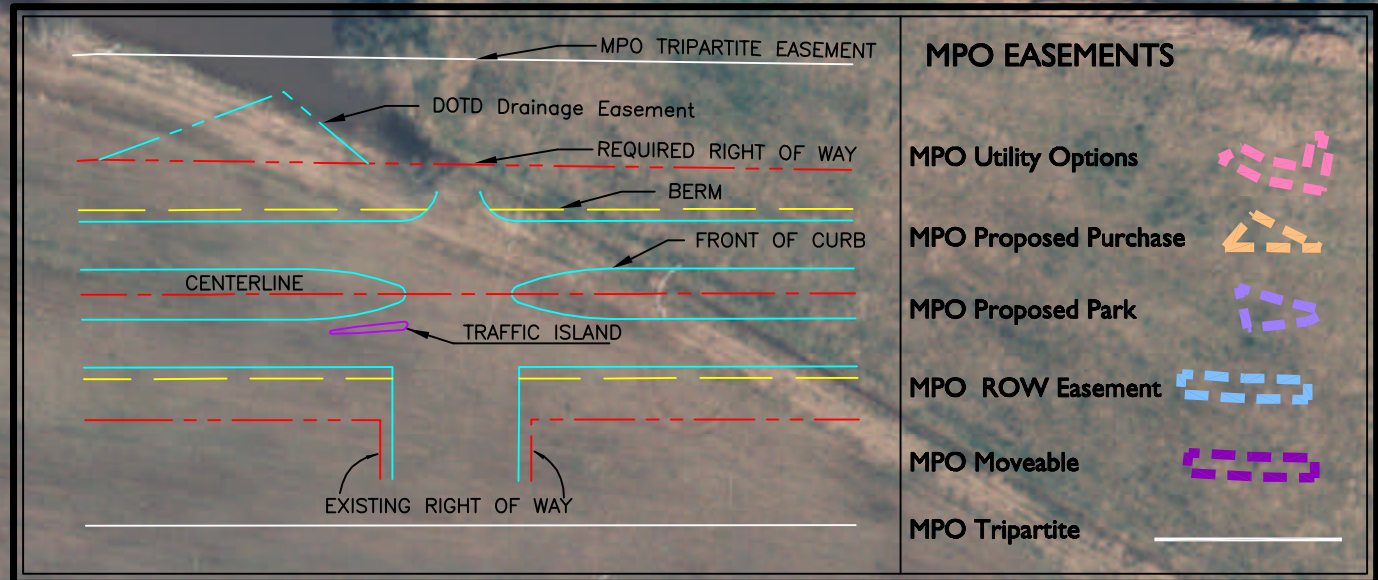 MPO TRIPARTITE EASEMENT
DOTD Drainage Easement
REQUIRED RIGHT OF WAY
BERM
FRONT OF CURB
CENTERLINE
TRAFFIC ISLAND
EXISTING RIGHT OF WAY
MPO EASEMENTS
MPO Utility Options
MPO Proposed Purchase
MPO Proposed Park
MPO ROW Easement
MPO Moveable
MPO Tripartite